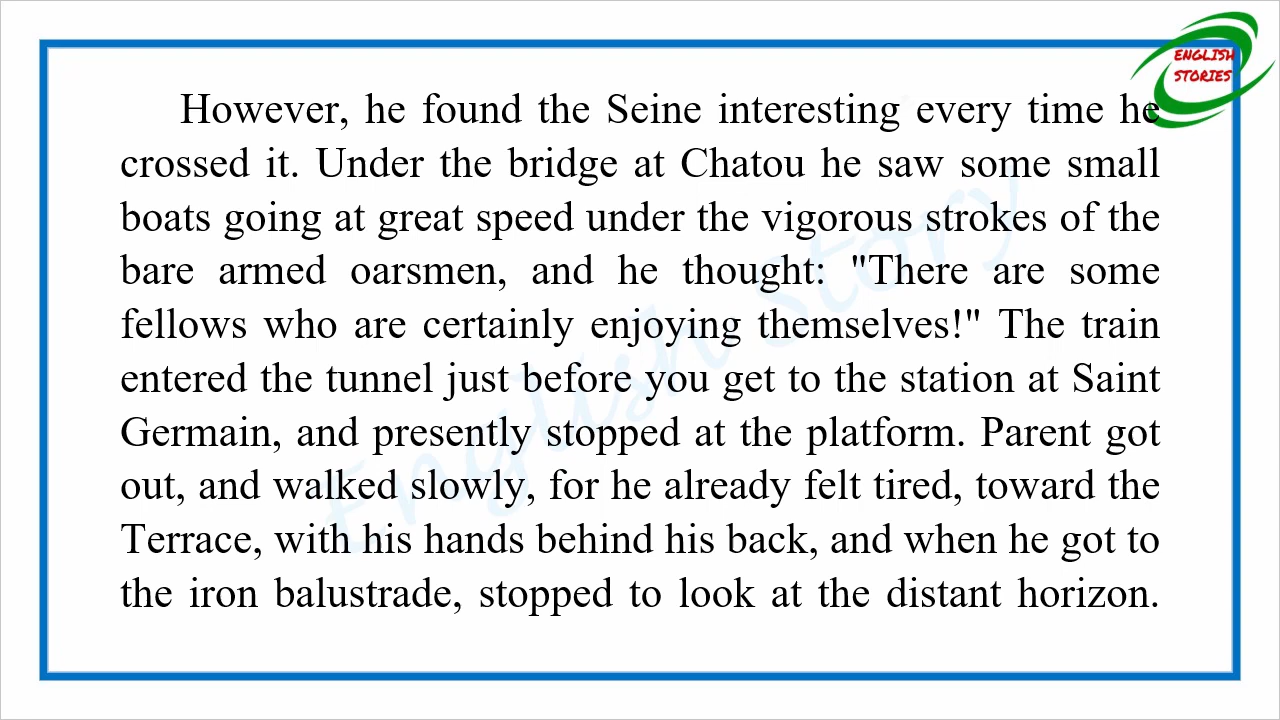 ENGLISH
STORIES
However, he found the Seine interesting every time he
crossed it. Under the bridge at Chatou he saw some small
boats going at great speed under the vigorous strokes of the
bare armed oarsmen, and he thought: "There are some
fellows who are certainly enjoying themselves!" The train
entered the tunnel just before you get to the station at Saint
Germain, and presently stopped at the platform. Parent got
out, and walked slowly, for he already felt tired, toward the
Terrace, with his hands behind his back, and when he got to
the iron balustrade, stopped to look at the distant horizon.
English Story